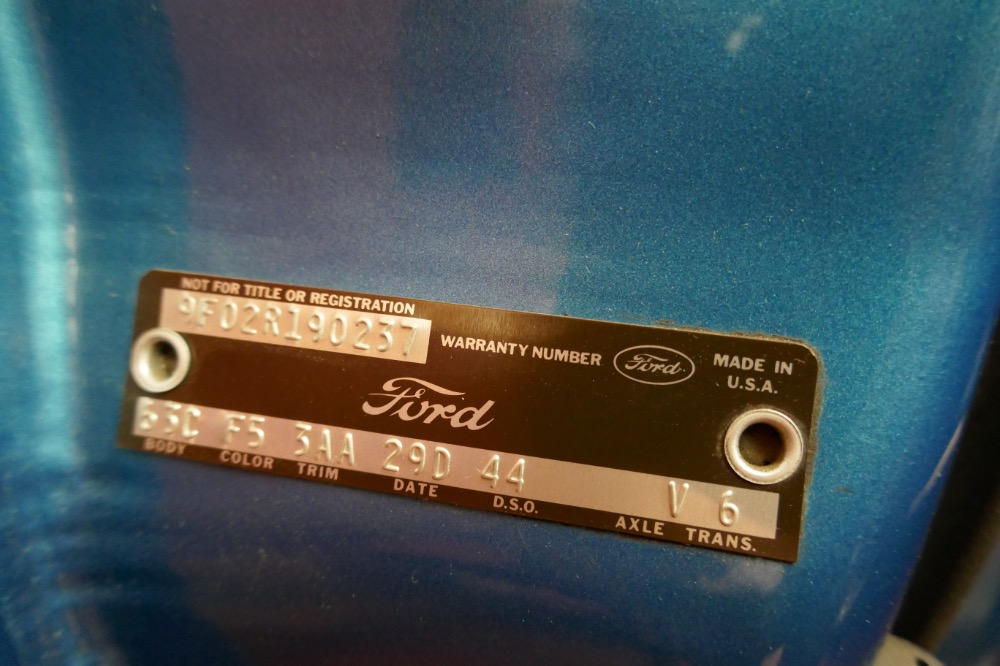 NOT FOR TITLE OR REGISTRATION
9F02R190237
WARRANTY NUMBER Ford MADE IN U.S.A.
Ford
63C F5 3AA 29D 44 V 6
BODY COLOR TRIM DATE D.S.O. AXLE TRANS.